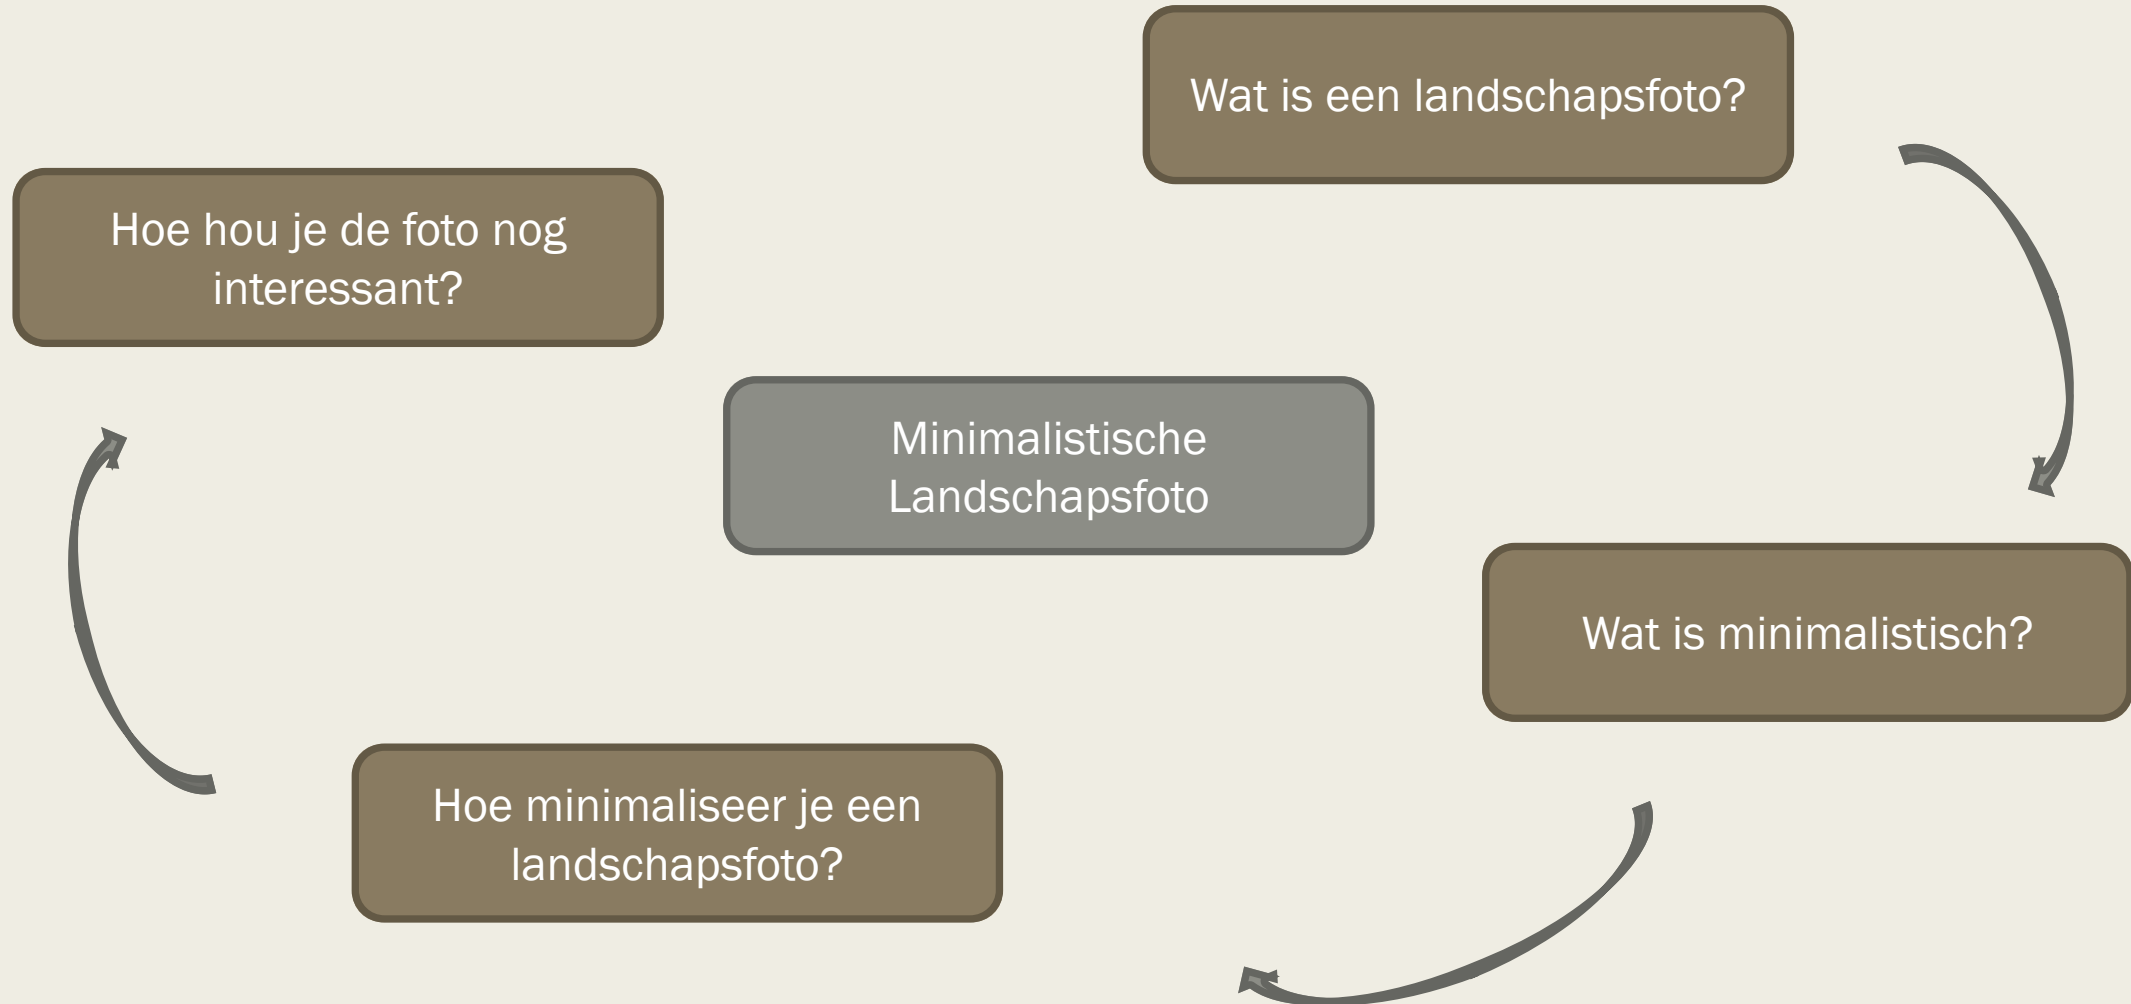 Wat is een landschapsfoto?
Hoe hou je de foto nog
interessant?
Minimalistische
Landschapsfoto
Wat is minimalistisch?
Hoe minimaliseer je een
landschapsfoto?